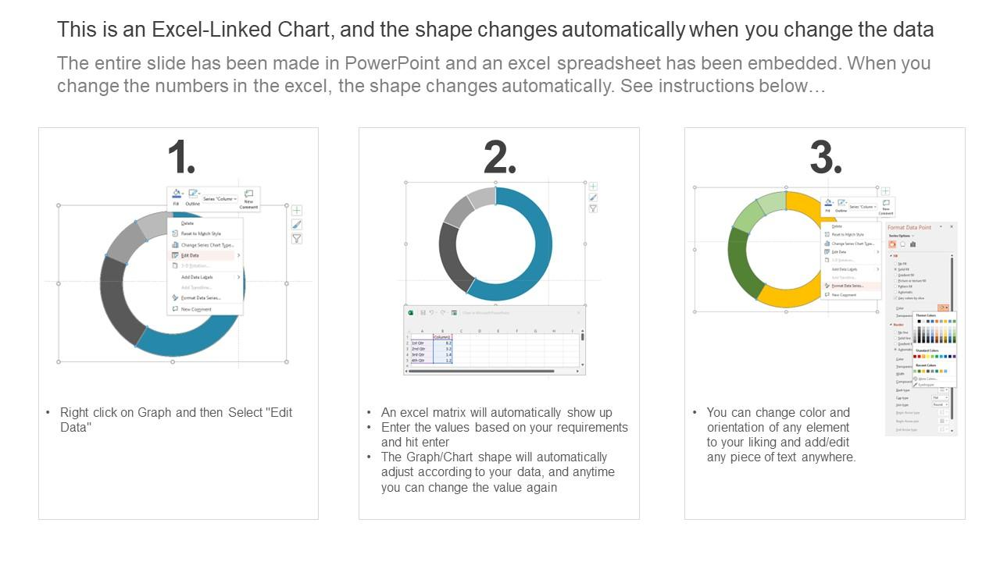 This is an Excel-Linked Chart, and the shape changes automatically when you change the data
The entire slide has been made in PowerPoint and an excel spreadsheet has been embedded. When you
change the numbers in the excel, the shape changes automatically. See instructions below…
1.
Fill
Outline
Series "Column
New
Comment
Delete
Reset to Match Style
Change Series Chart Type...
Edit Data
3-D Rotation...
Add Data Labels
Add Trendline...
Format Data Series...
New Comment
• Right click on Graph and then Select "Edit
Data"
2.
Chart in Microsoft PowerPoint
A B C D E F G H I
1 Column1
2 1st Qtr 8.2
3 2nd Qtr 3.2
4 3rd Qtr 1.4
5 4th Qtr 1.2
• An excel matrix will automatically show up
• Enter the values based on your requirements
and hit enter
• The Graph/Chart shape will automatically
adjust according to your data, and anytime
you can change the value again
3.
Fill
Outline
Series "Column
New
Comment
Delete
Reset to Match Style
Change Series Chart Type...
Edit Data
3-D Rotation...
Add Data Labels
Add Trendline...
Format Data Series...
New Comment
Format Data Point
Series Options
Fill
No fill
Solid fill
Gradient fill
Picture or texture fill
Pattern fill
Automatic
Vary colors by slice
Color
Border
Theme Colors
Standard Colors
Recent Colors
More Colors...
Eyedropper
Color
Width
Dash type
Cap type Flat
Join type Round
Begin Arrow type
Begin Arrow size
End Arrow type
• You can change color and
orientation of any element
to your liking and add/edit
any piece of text anywhere.